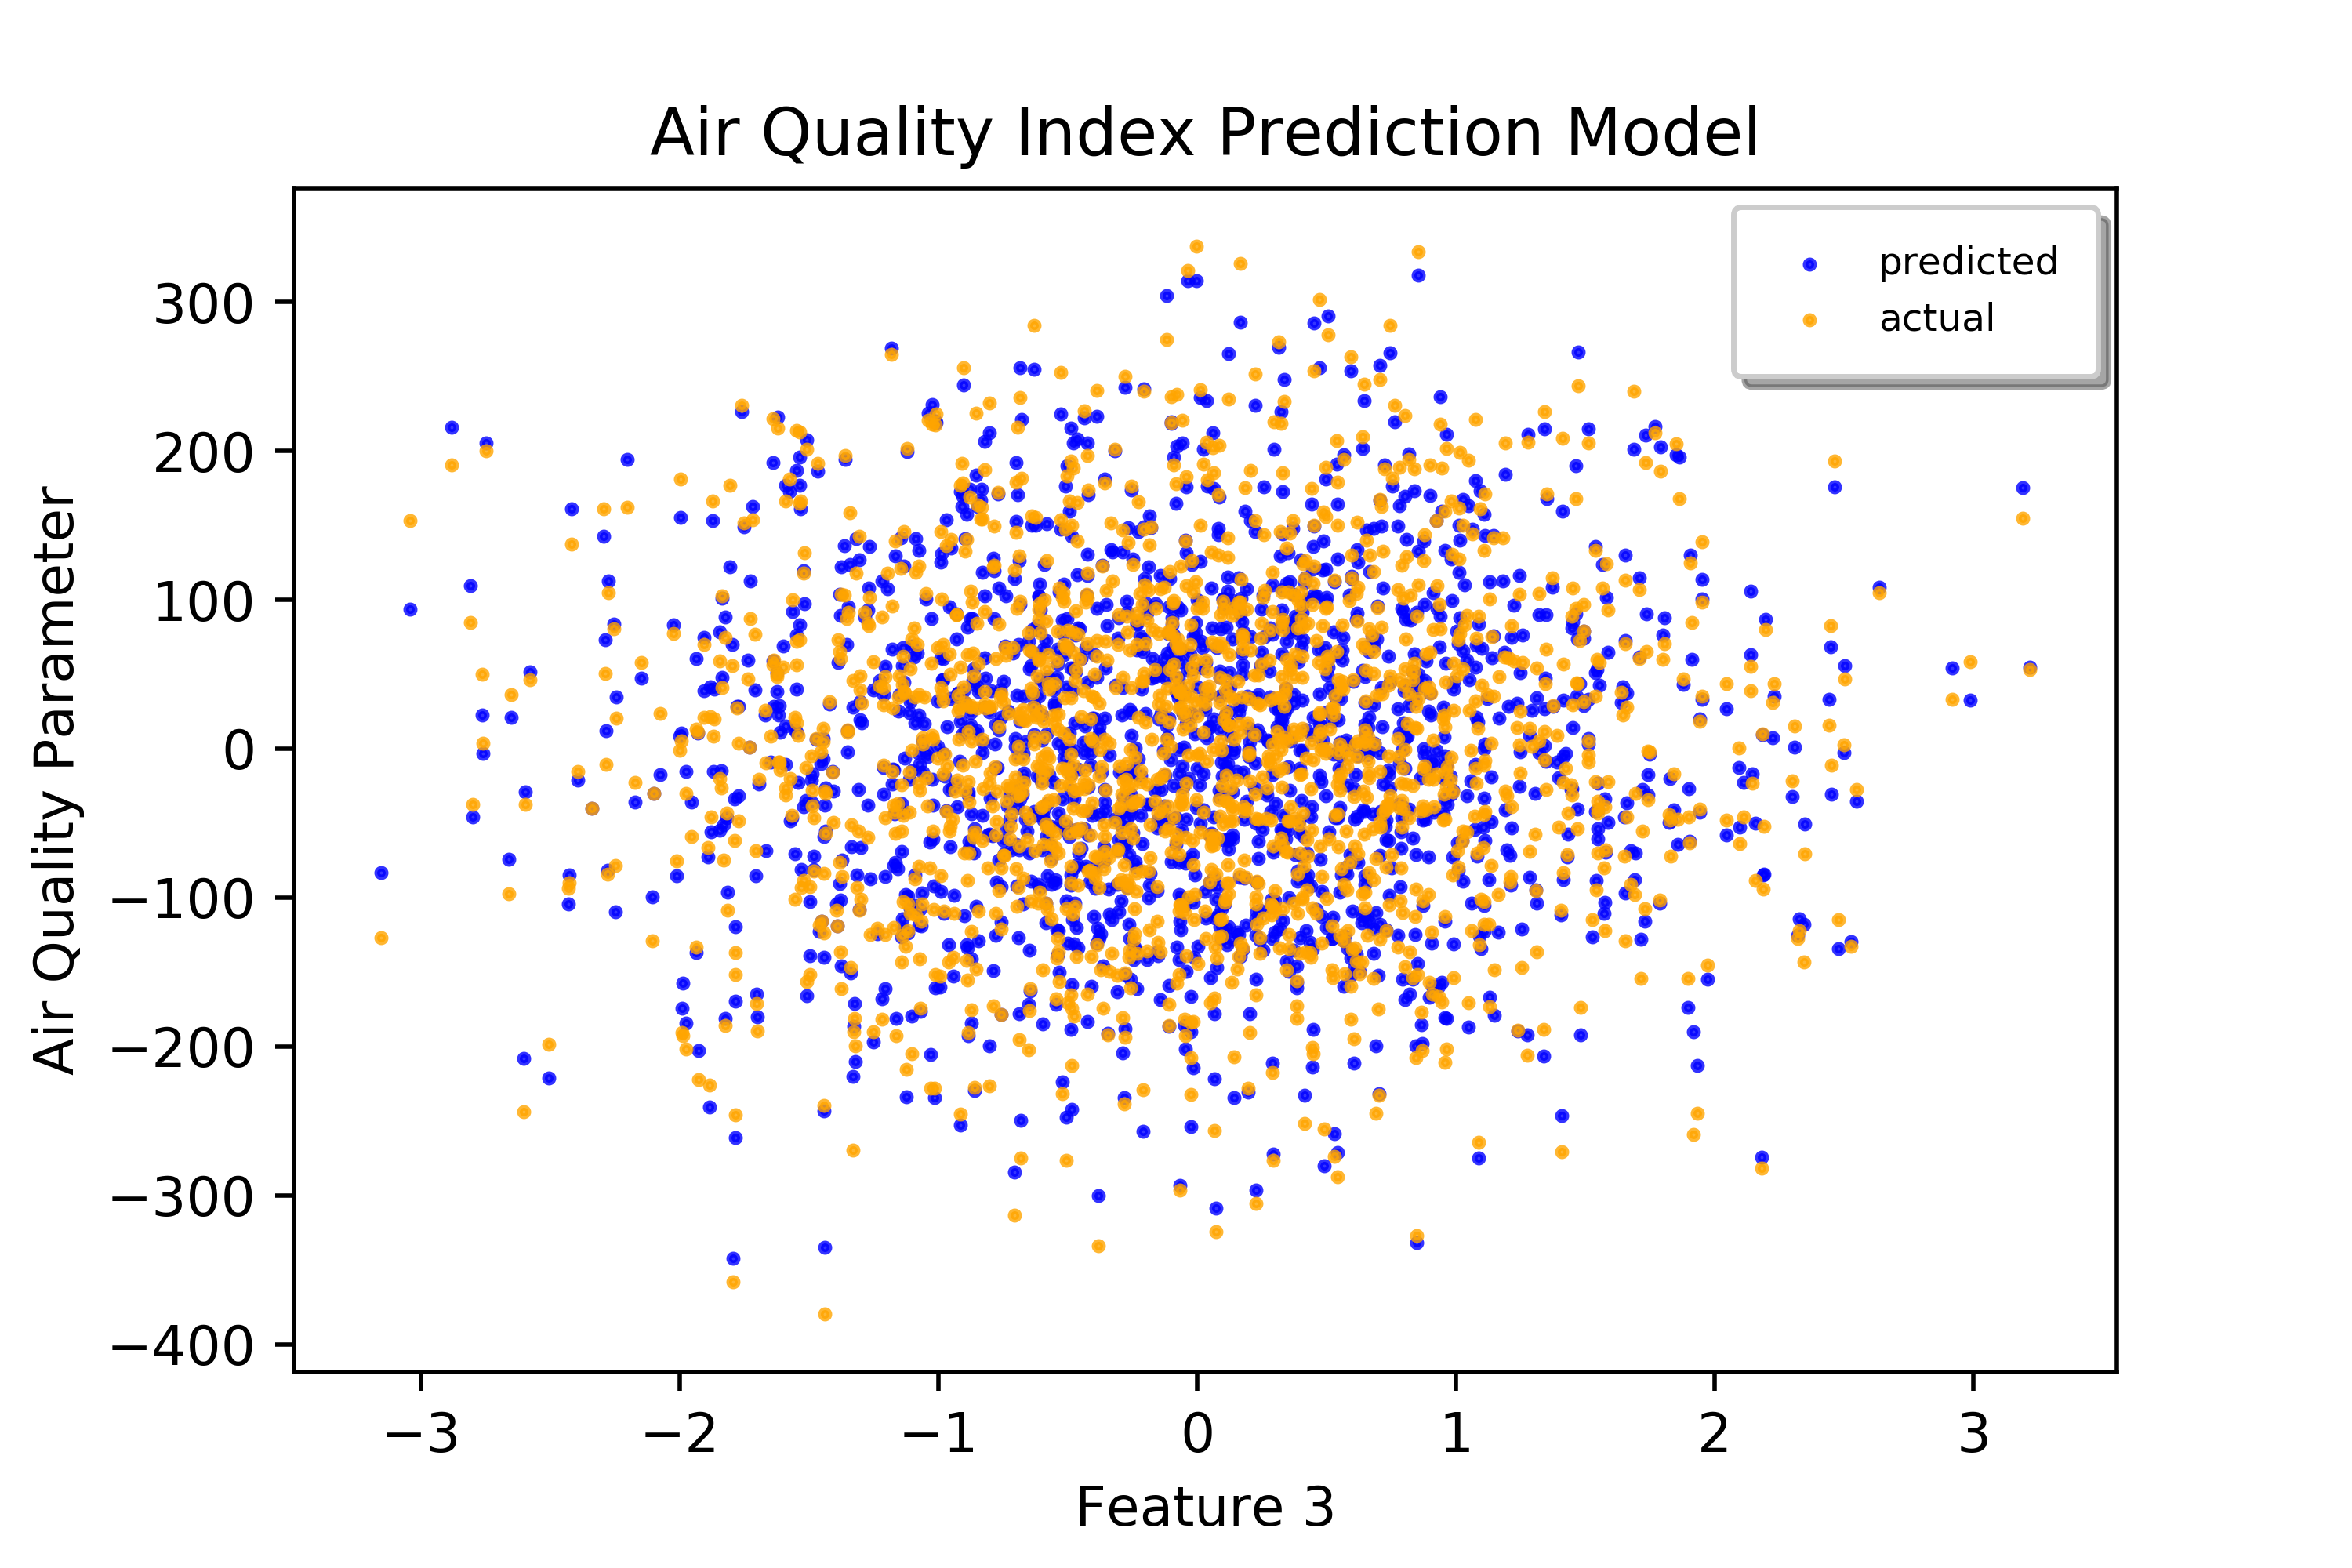 Air Quality Index Prediction Model
predicted
actual
Air Quality Parameter
300
200
100
0
−100
−200
−300
−400
−3 −2 −1 0 1 2 3
Feature 3